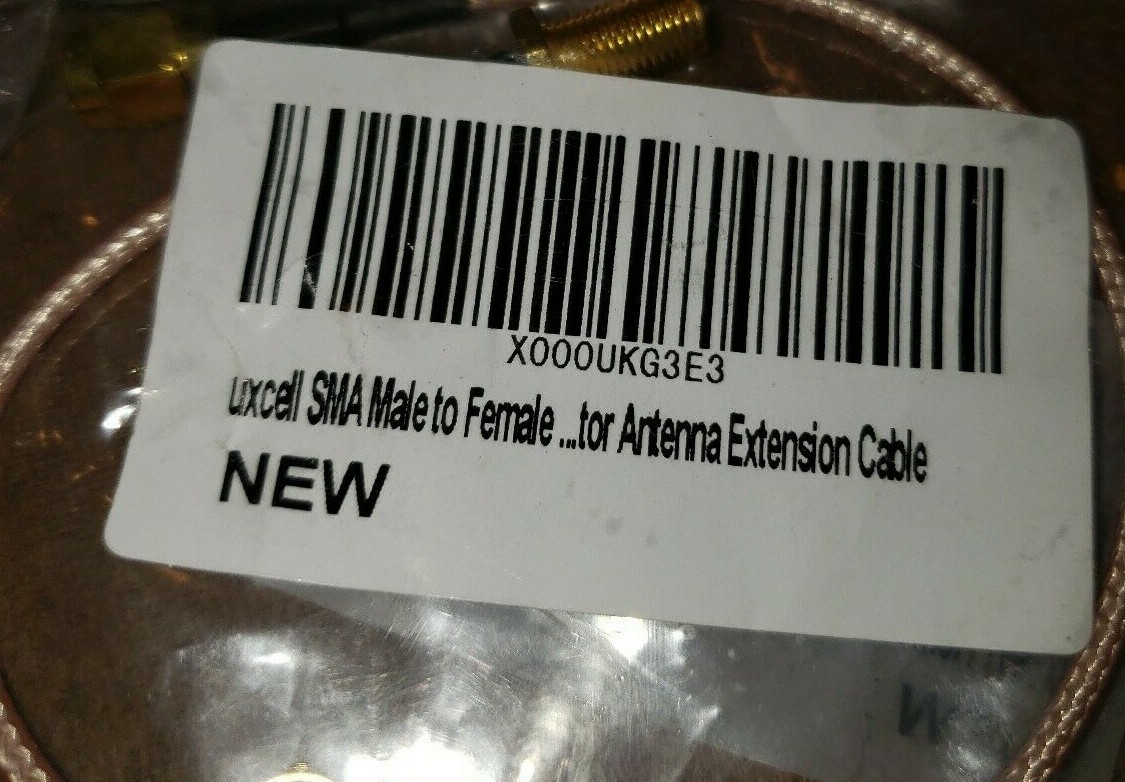 X000UKG3E3
uxcell SMA Male to Female ...tor Antenna Extension Cable
NEW